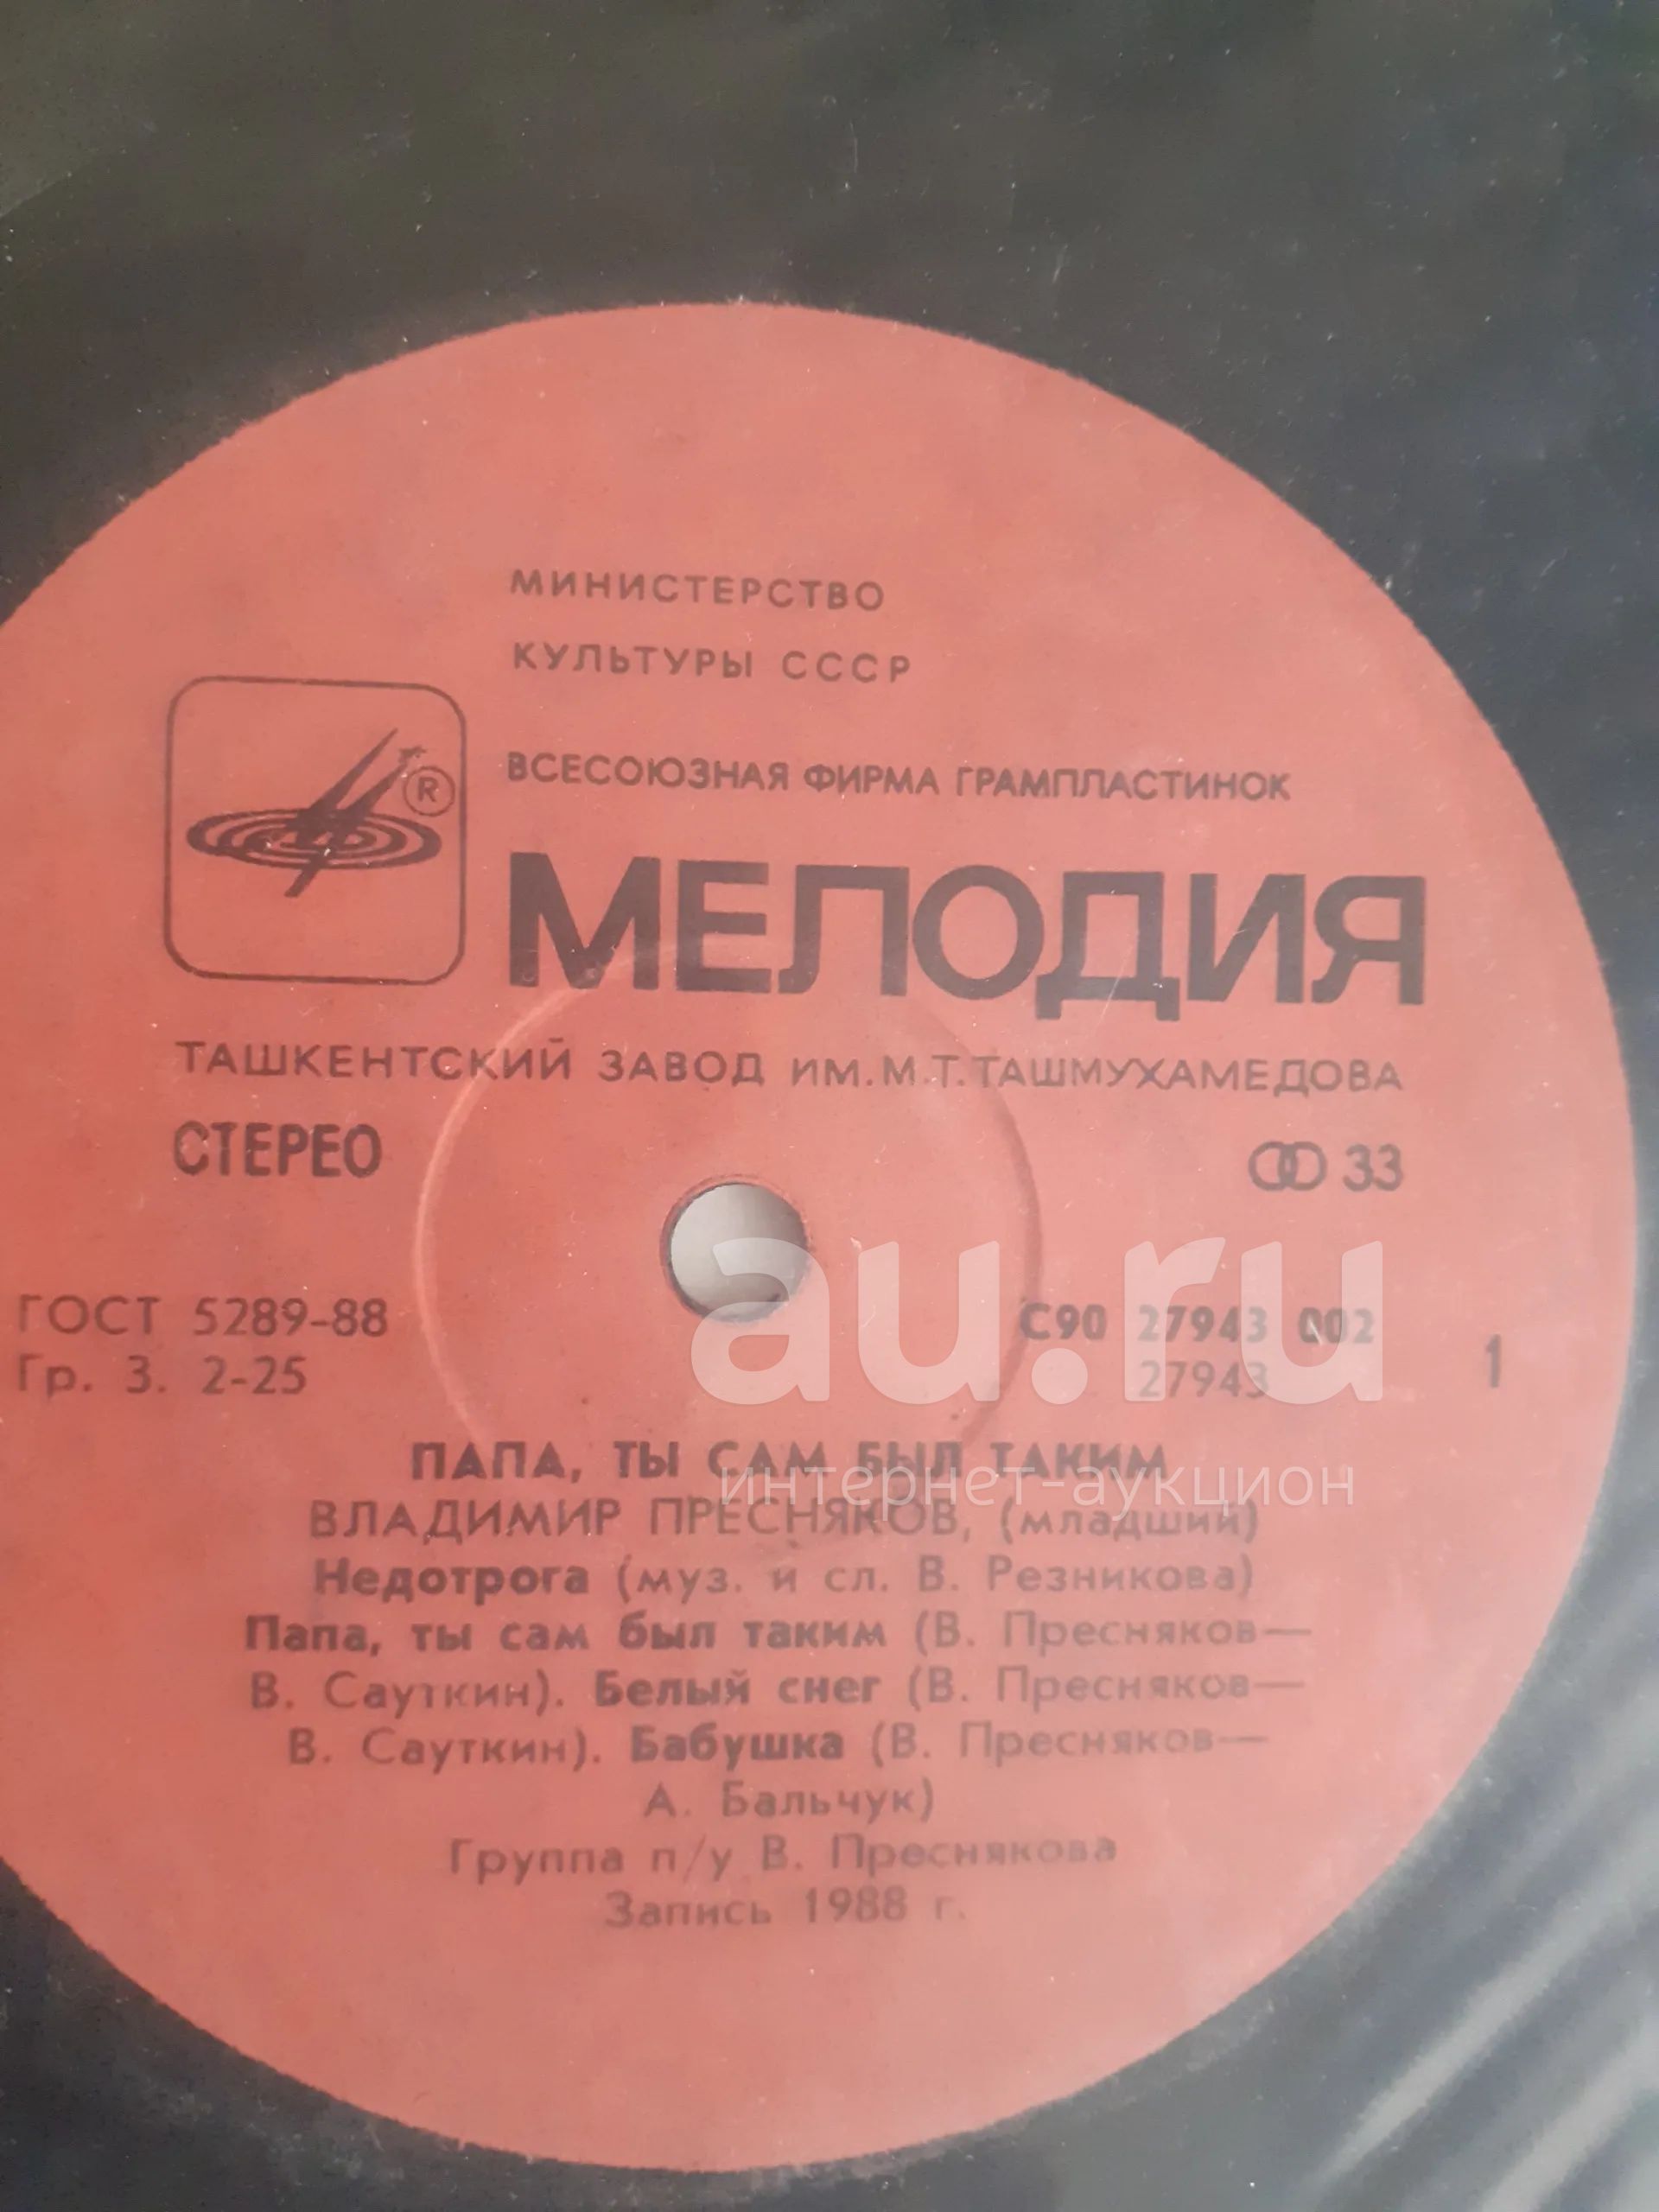 МИНИСТЕРСТВО
КУЛЬТУРЫ СССР
ВСЕСОЮЗНАЯ ФИРМА ГРАМПЛАСТИНОК
®
МЕЛОДИЯ
ТАШКЕНТСКИЙ ЗАВОД ИМ.М.Т.ТАШМУХАМЕДОВА
СТЕРЕО 33
ГОСТ 5289-88 С90 27943 002
Гр. 3. 2-25 27943 1
au.ru
интернет-аукцион
ПАПА, ТЫ САМ БЫЛ ТАКИМ
ВЛАДИМИР ПРЕСНЯКОВ, (младший)
Недотрога (муз. и сл. В. Резникова)
Папа, ты сам был таким (В. Пресняков—
В. Сауткин). Белый снег (В. Пресняков—
В. Сауткин). Бабушка (В. Пресняков—
А. Бальчук)
Группа п/у В. Преснякова
Запись 1988 г.